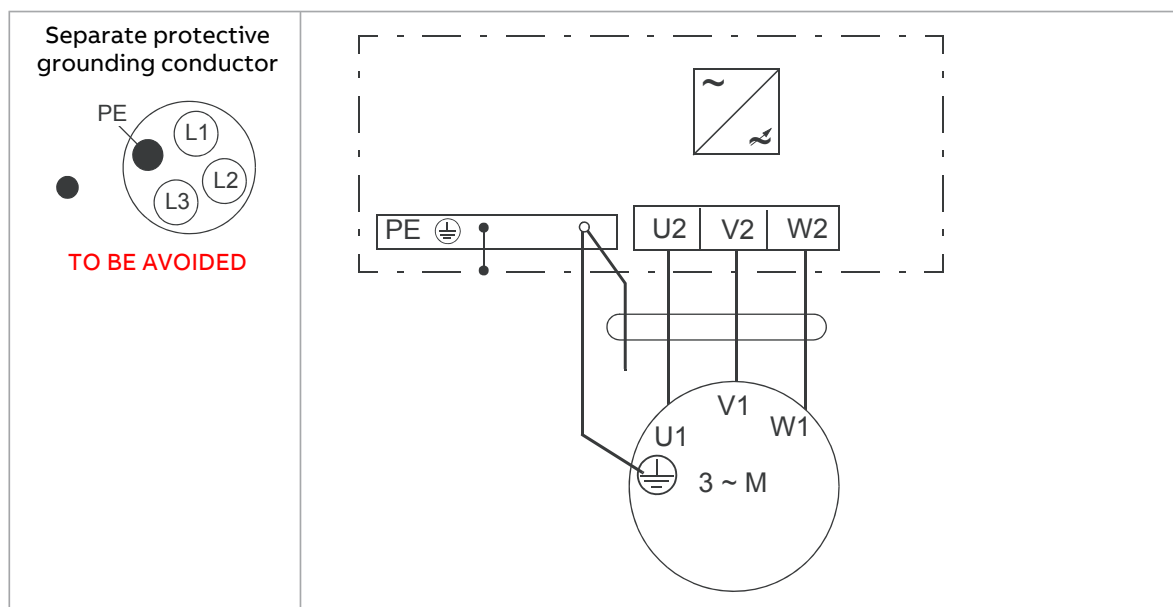 Separate protective
grounding conductor
PE
L1
L2
L3
TO BE AVOIDED
~
~
PE
U2 V2 W2
V1
W1
U1
3 ~ M